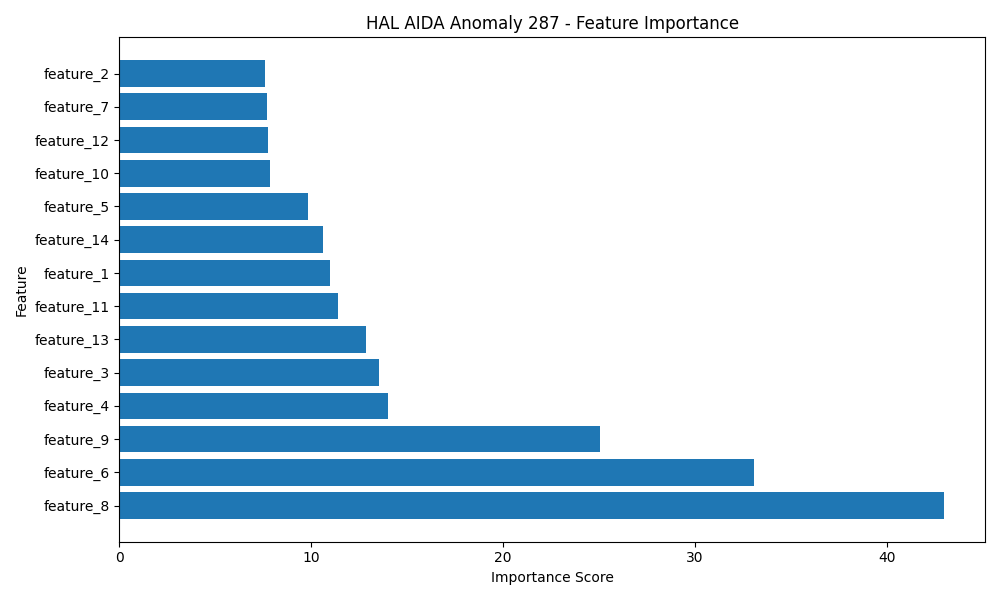 HAL AIDA Anomaly 287 - Feature Importance
feature_2
feature_7
feature_12
feature_10
feature_5
feature_14
feature_1
feature_11
feature_13
feature_3
feature_4
feature_9
feature_6
feature_8
Feature
0 10 20 30 40
Importance Score